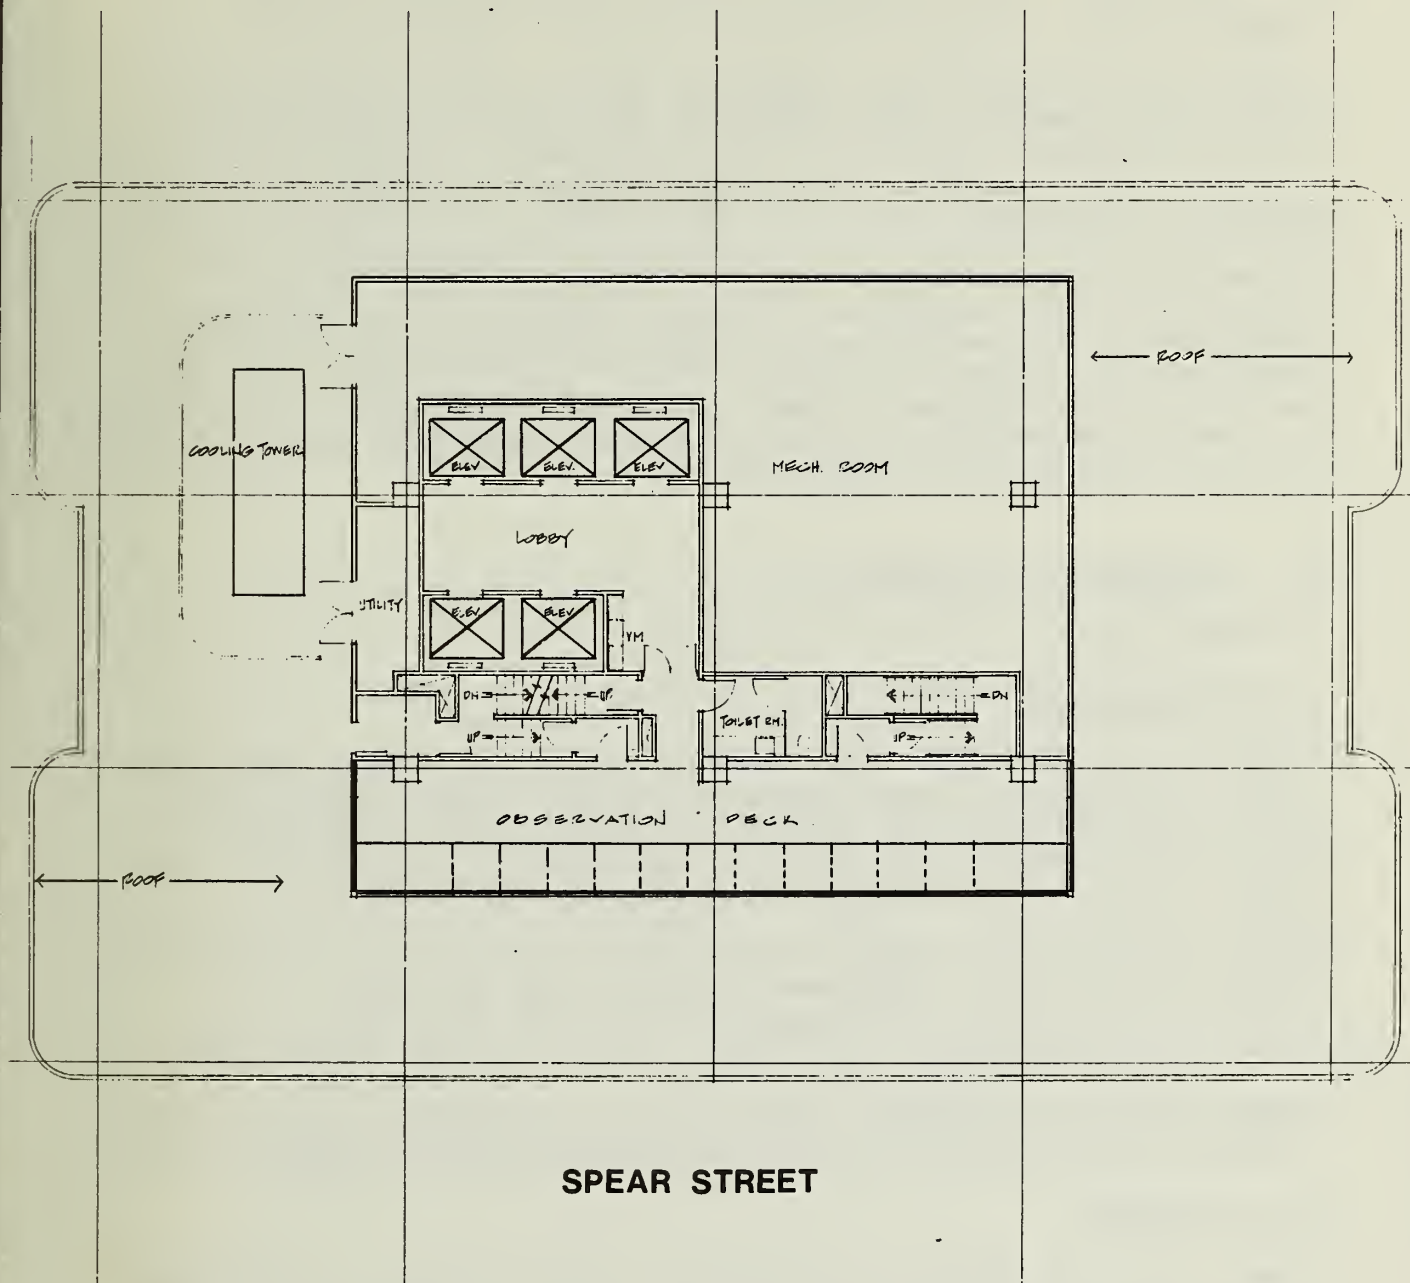 ROOF
COOLING TOWER
ELEV
ELEV.
ELEV
MECH. ROOM
LOBBY
UTILITY
ELEV.
ELEV
VM
DN
UP
DN
TOILET RM.
UP
UP
OBSERVATION DECK
ROOF
SPEAR STREET